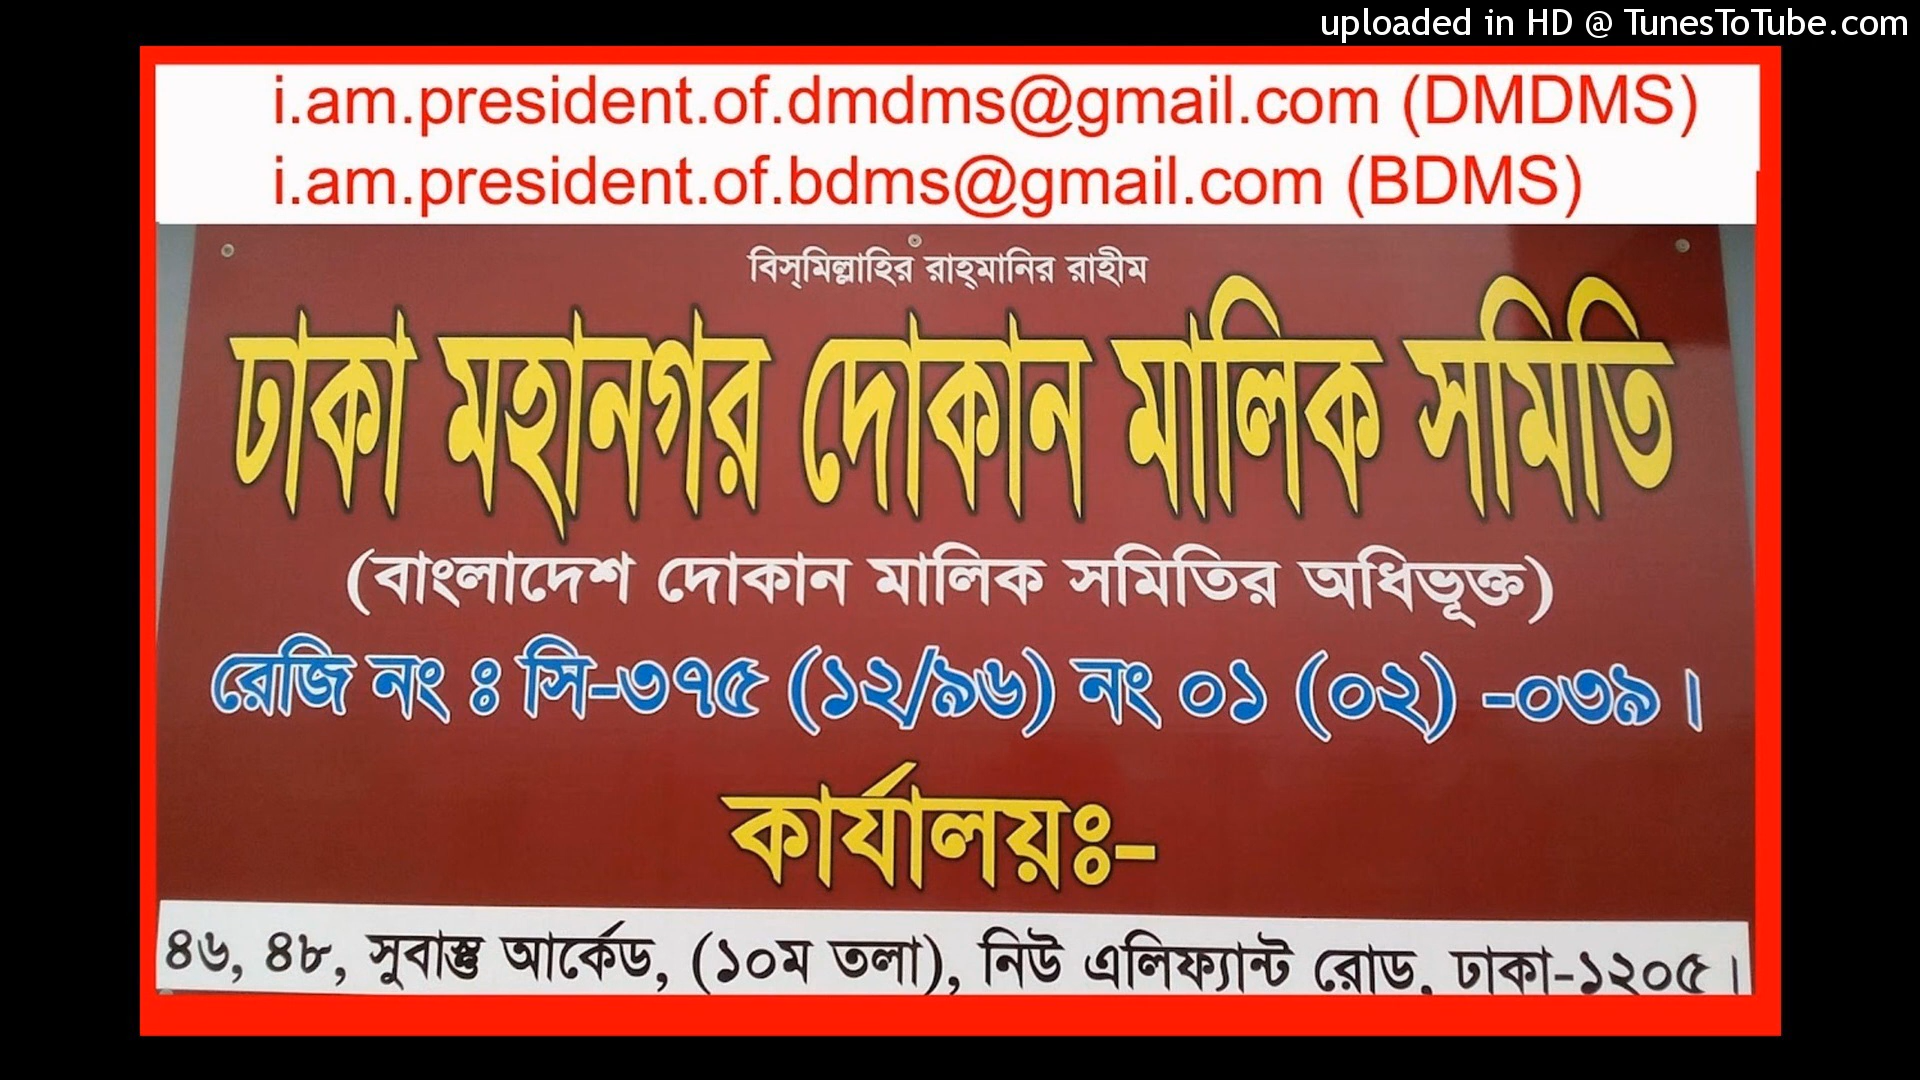 uploaded in HD @ TunesToTube.com
i.am.president.of.dmdms@gmail.com (DMDMS)
i.am.president.of.bdms@gmail.com (BDMS)
বিস্‌মিল্লাহির রাহ্‌মানির রাহীম
ঢাকা মহানগর দোকান মালিক সমিতি
(বাংলাদেশ দোকান মালিক সমিতির অধিভূক্ত)
রেজি নং ঃ সি-৩৭৫ (১২/৯৬) নং ০১ (০২) -০৩৯ ।
কার্যালয়ঃ-
৪৬, ৪৮, সুবাস্তু আর্কেড, (১০ম তলা), নিউ এলিফ্যান্ট রোড, ঢাকা-১২০৫ ।